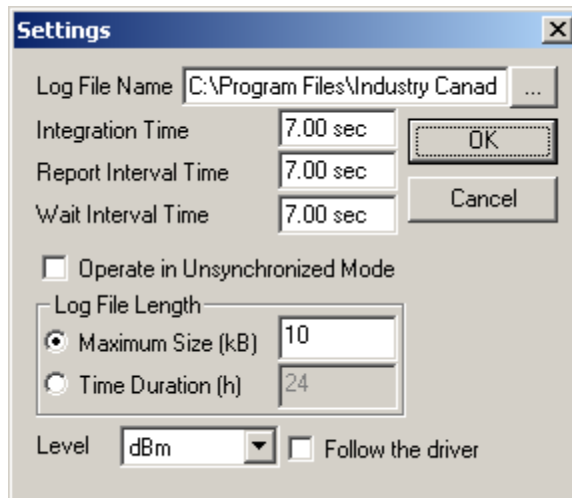 Settings
Log File Name C:\Program Files\Industry Canad ...
Integration Time 7.00 sec OK
Report Interval Time 7.00 sec
Wait Interval Time 7.00 sec Cancel
Operate in Unsynchronized Mode
Log File Length
Maximum Size (kB) 10
Time Duration (h) 24
Level dBm Follow the driver